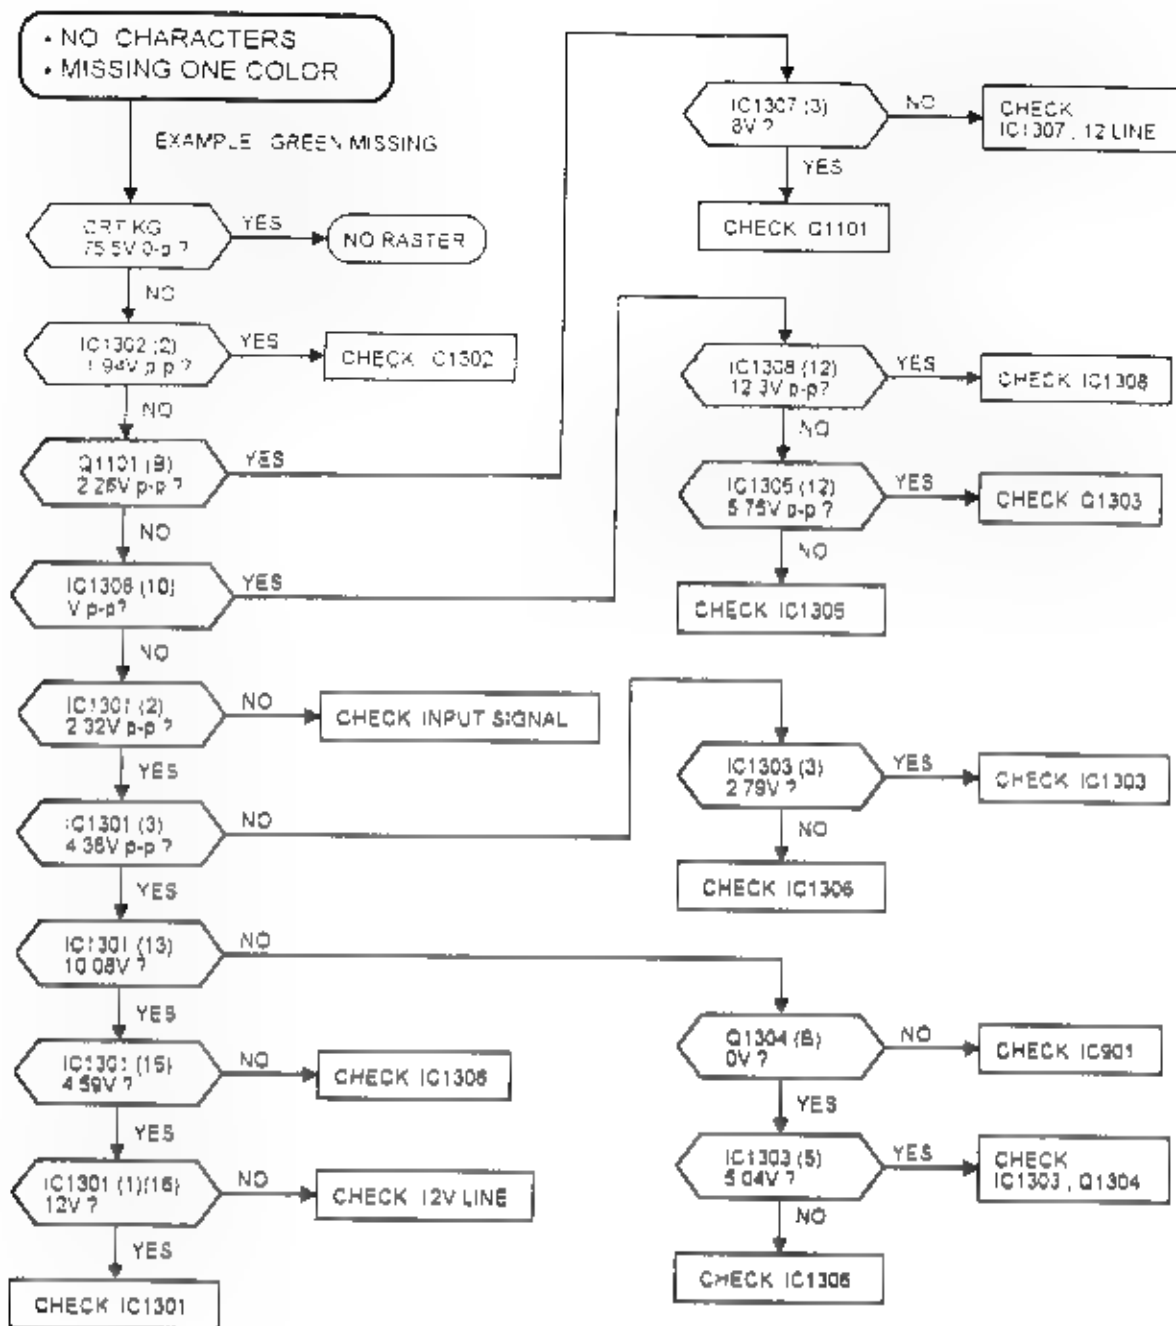 • NO CHARACTERS
• MISSING ONE COLOR
EXAMPLE GREEN MISSING
CRT KG
75.5V 0-p ?
YES
NO RASTER
NO
IC1302 (2)
1.94V p-p ?
YES
CHECK IC1302
NO
Q1101 (B)
2.26V p-p ?
YES
NO
IC1308 (10)
V p-p?
YES
NO
IC1301 (2)
2.32V p-p ?
NO
CHECK INPUT SIGNAL
YES
IC1301 (3)
4.36V p-p ?
NO
YES
IC1301 (13)
10.08V ?
NO
YES
IC1301 (15)
4.59V ?
NO
CHECK IC1306
YES
IC1301 (1)(16)
12V ?
NO
CHECK 12V LINE
YES
CHECK IC1301
IC1307 (3)
8V ?
NO
CHECK
IC1307 , 12 LINE
YES
CHECK Q1101
IC1308 (12)
12.3V p-p?
YES
CHECK IC1308
NO
IC1305 (12)
5.75V p-p ?
YES
CHECK Q1303
NO
CHECK IC1305
IC1303 (3)
2.79V ?
YES
CHECK IC1303
NO
CHECK IC1306
Q1304 (B)
0V ?
NO
CHECK IC901
YES
IC1303 (5)
5.04V ?
YES
CHECK
IC1303 , Q1304
NO
CHECK IC1306